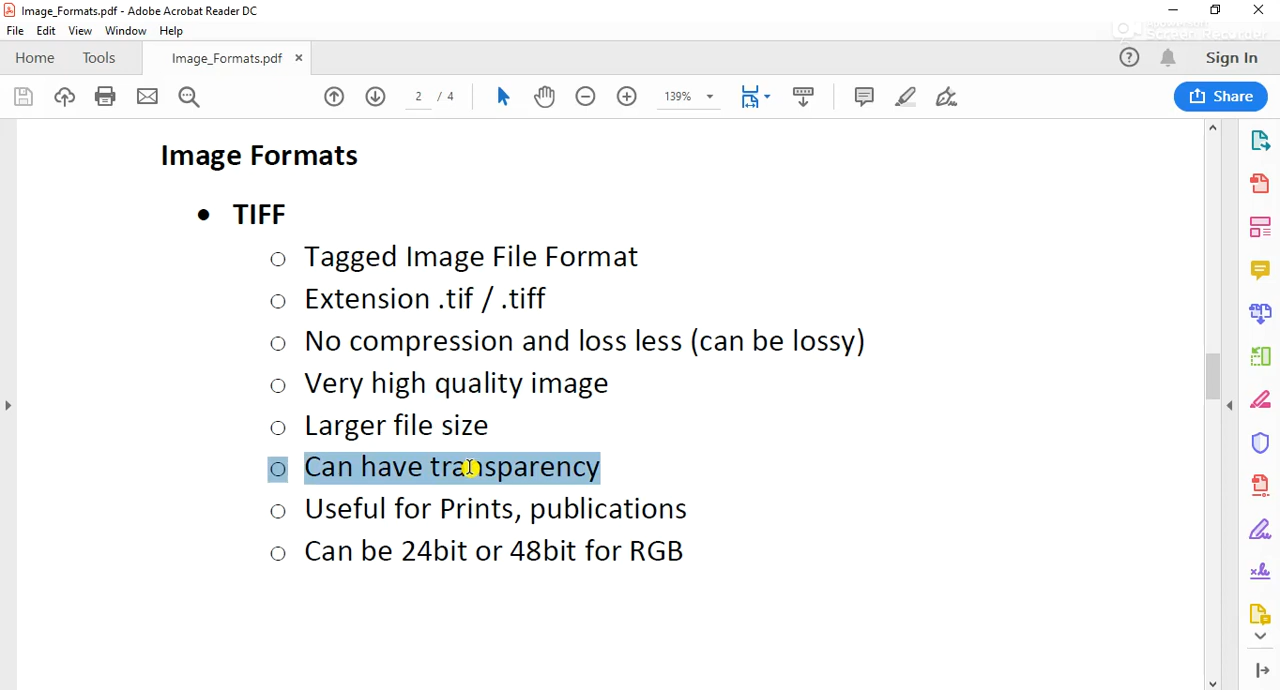 Image_Formats.pdf - Adobe Acrobat Reader DC
File Edit View Window Help
Screen Recorder
Home Tools Image_Formats.pdf × Sign In
2 / 4 139% Share
Image Formats
• TIFF
○ Tagged Image File Format
○ Extension .tif / .tiff
○ No compression and loss less (can be lossy)
○ Very high quality image
○ Larger file size
○ Can have transparency
○ Useful for Prints, publications
○ Can be 24bit or 48bit for RGB